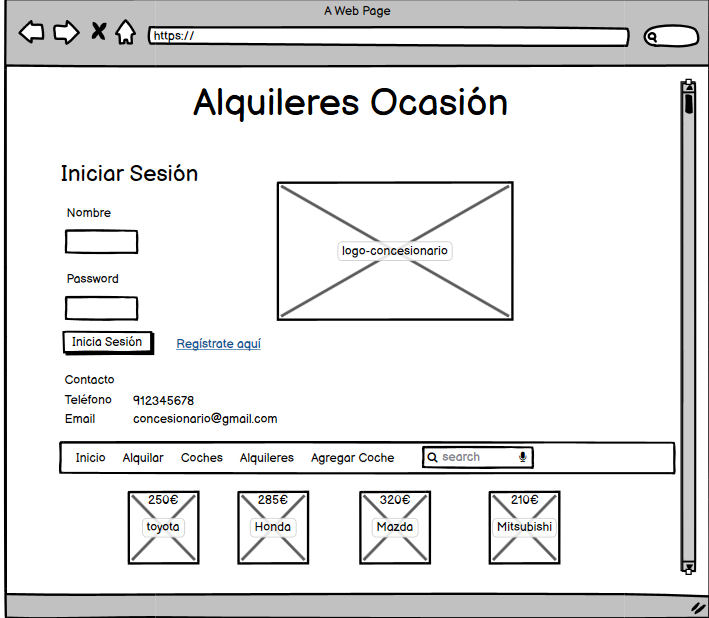 A Web Page
https://
Alquileres Ocasión
Iniciar Sesión
Nombre
logo-concesionario
Password
Inicia Sesión Regístrate aquí
Contacto
Teléfono 912345678
Email concesionario@gmail.com
Inicio Alquilar Coches Alquileres Agregar Coche search
250€ 285€ 320€ 210€
toyota Honda Mazda Mitsubishi